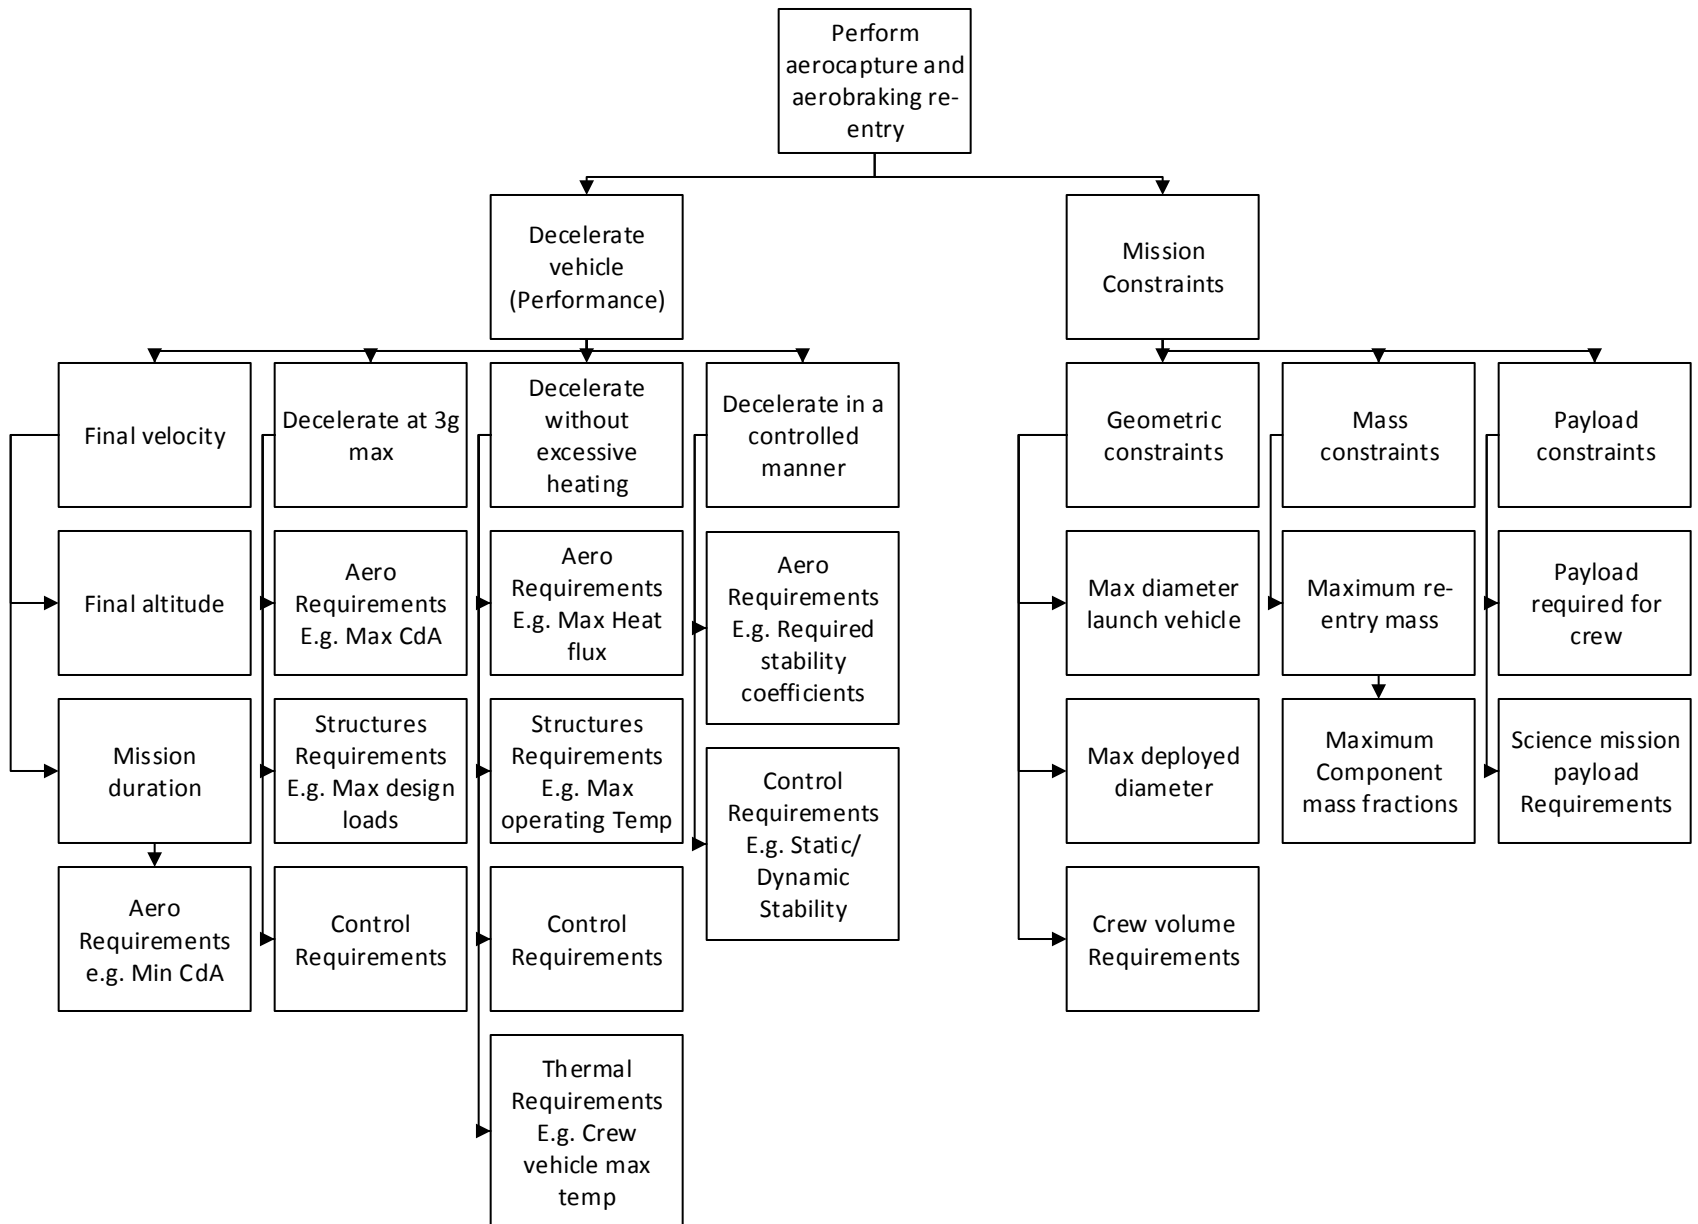 Perform
aerocapture and
aerobraking re-
entry
Decelerate
vehicle
(Performance)
Mission
Constraints
Final velocity
Decelerate at 3g
max
Decelerate
without
excessive
heating
Decelerate in a
controlled
manner
Geometric
constraints
Mass
constraints
Payload
constraints
Final altitude
Aero
Requirements
E.g. Max CdA
Aero
Requirements
E.g. Max Heat
flux
Aero
Requirements
E.g. Required
stability
coefficients
Max diameter
launch vehicle
Maximum re-
entry mass
Payload
required for
crew
Mission
duration
Structures
Requirements
E.g. Max design
loads
Structures
Requirements
E.g. Max
operating Temp
Control
Requirements
E.g. Static/
Dynamic
Stability
Max deployed
diameter
Maximum
Component
mass fractions
Science mission
payload
Requirements
Aero
Requirements
e.g. Min CdA
Control
Requirements
Control
Requirements
Crew volume
Requirements
Thermal
Requirements
E.g. Crew
vehicle max
temp